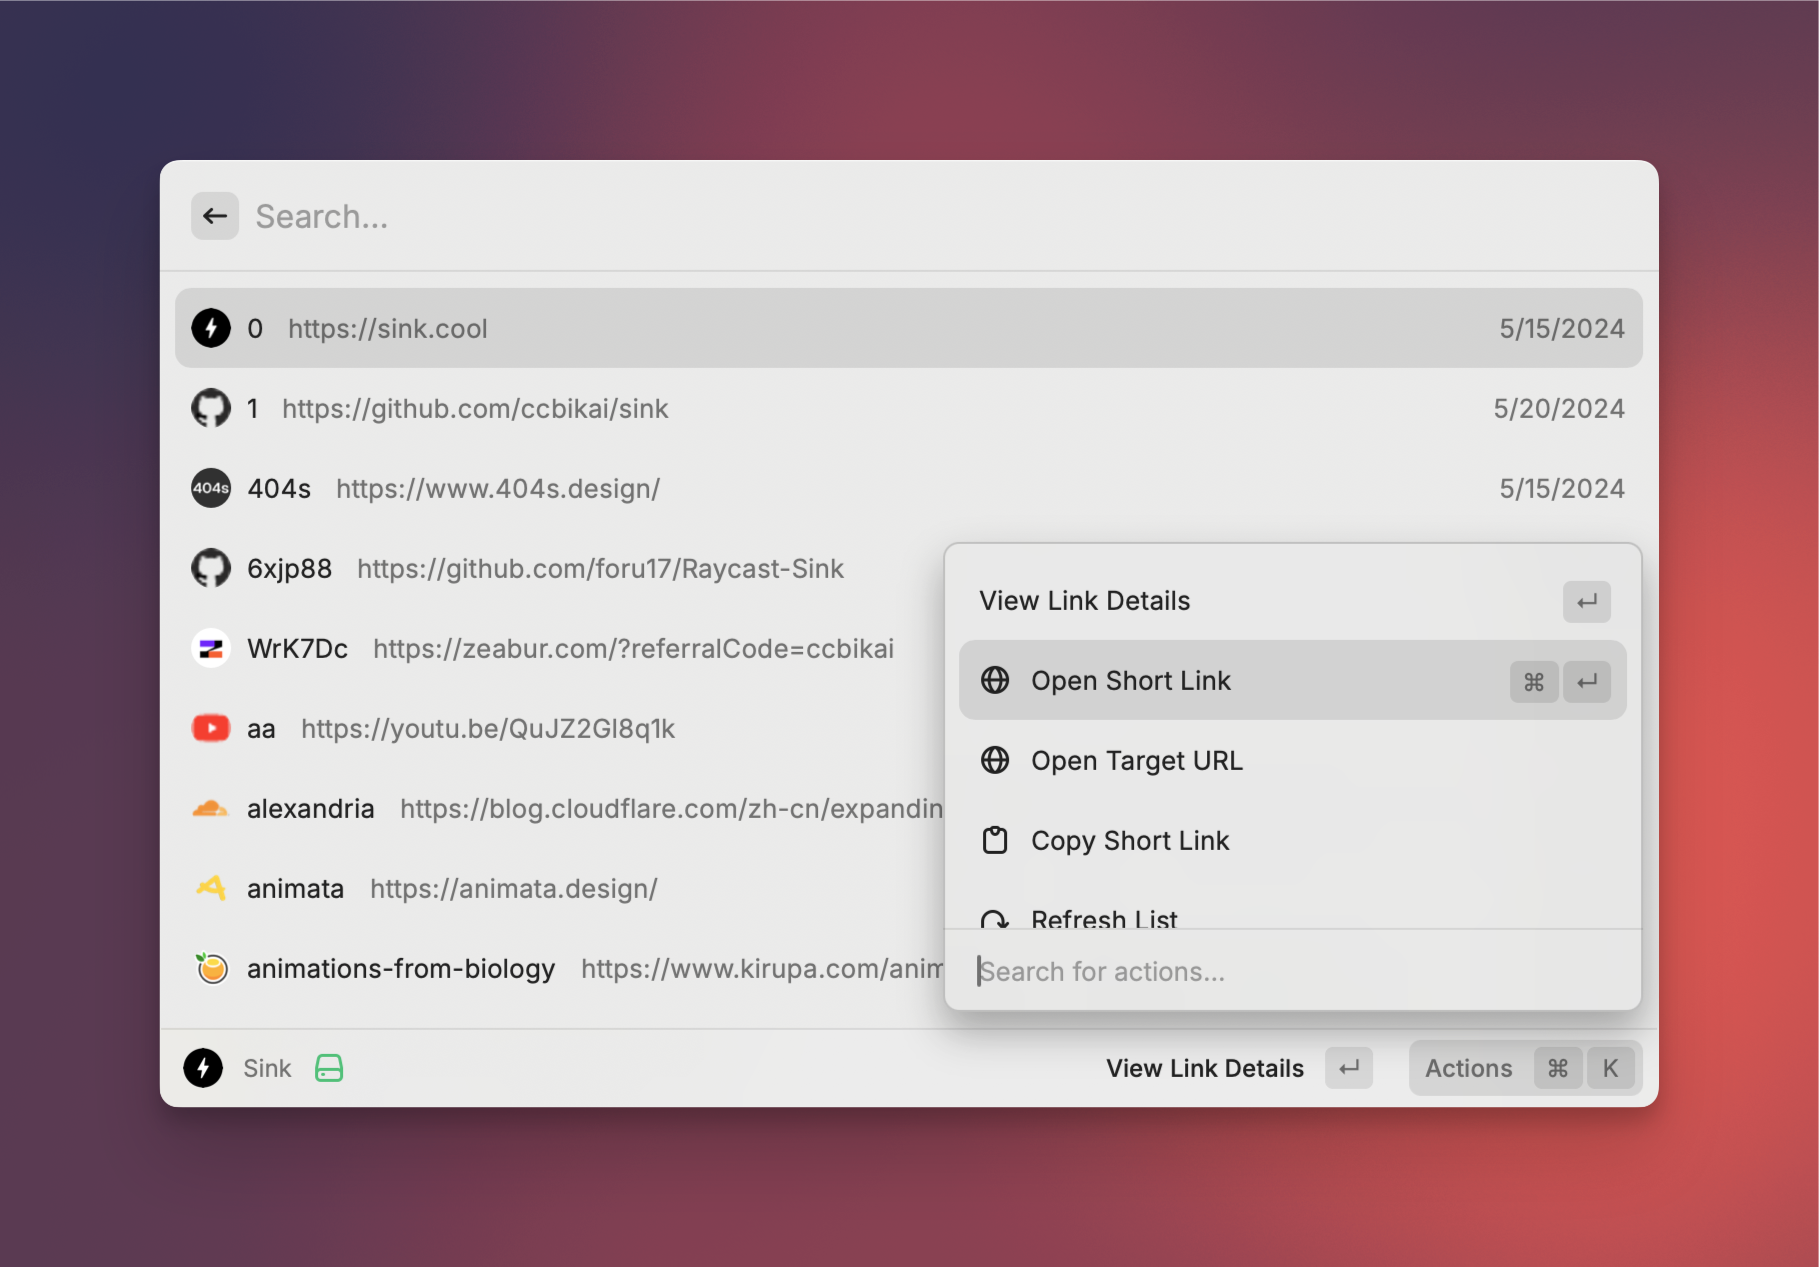 Search...
0 https://sink.cool 5/15/2024
1 https://github.com/ccbikai/sink 5/20/2024
404s 404s https://www.404s.design/ 5/15/2024
6xjp88 https://github.com/foru17/Raycast-Sink
WrK7Dc https://zeabur.com/?referralCode=ccbikai
aa https://youtu.be/QuJZ2Gl8q1k
alexandria https://blog.cloudflare.com/zh-cn/expandin
animata https://animata.design/
animations-from-biology https://www.kirupa.com/anim
View Link Details ↵
Open Short Link ⌘ ↵
Open Target URL
Copy Short Link
Refresh List
Search for actions...
Sink View Link Details ↵ Actions ⌘ K